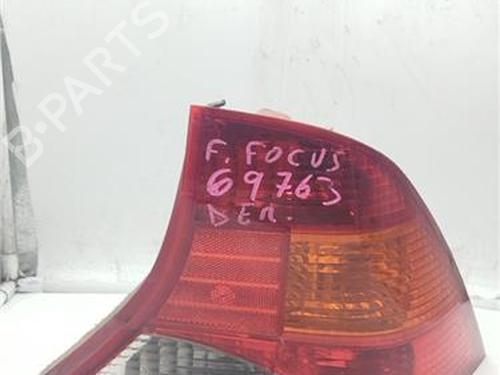 B-PARTS
F. FOCUS
69763
DER.